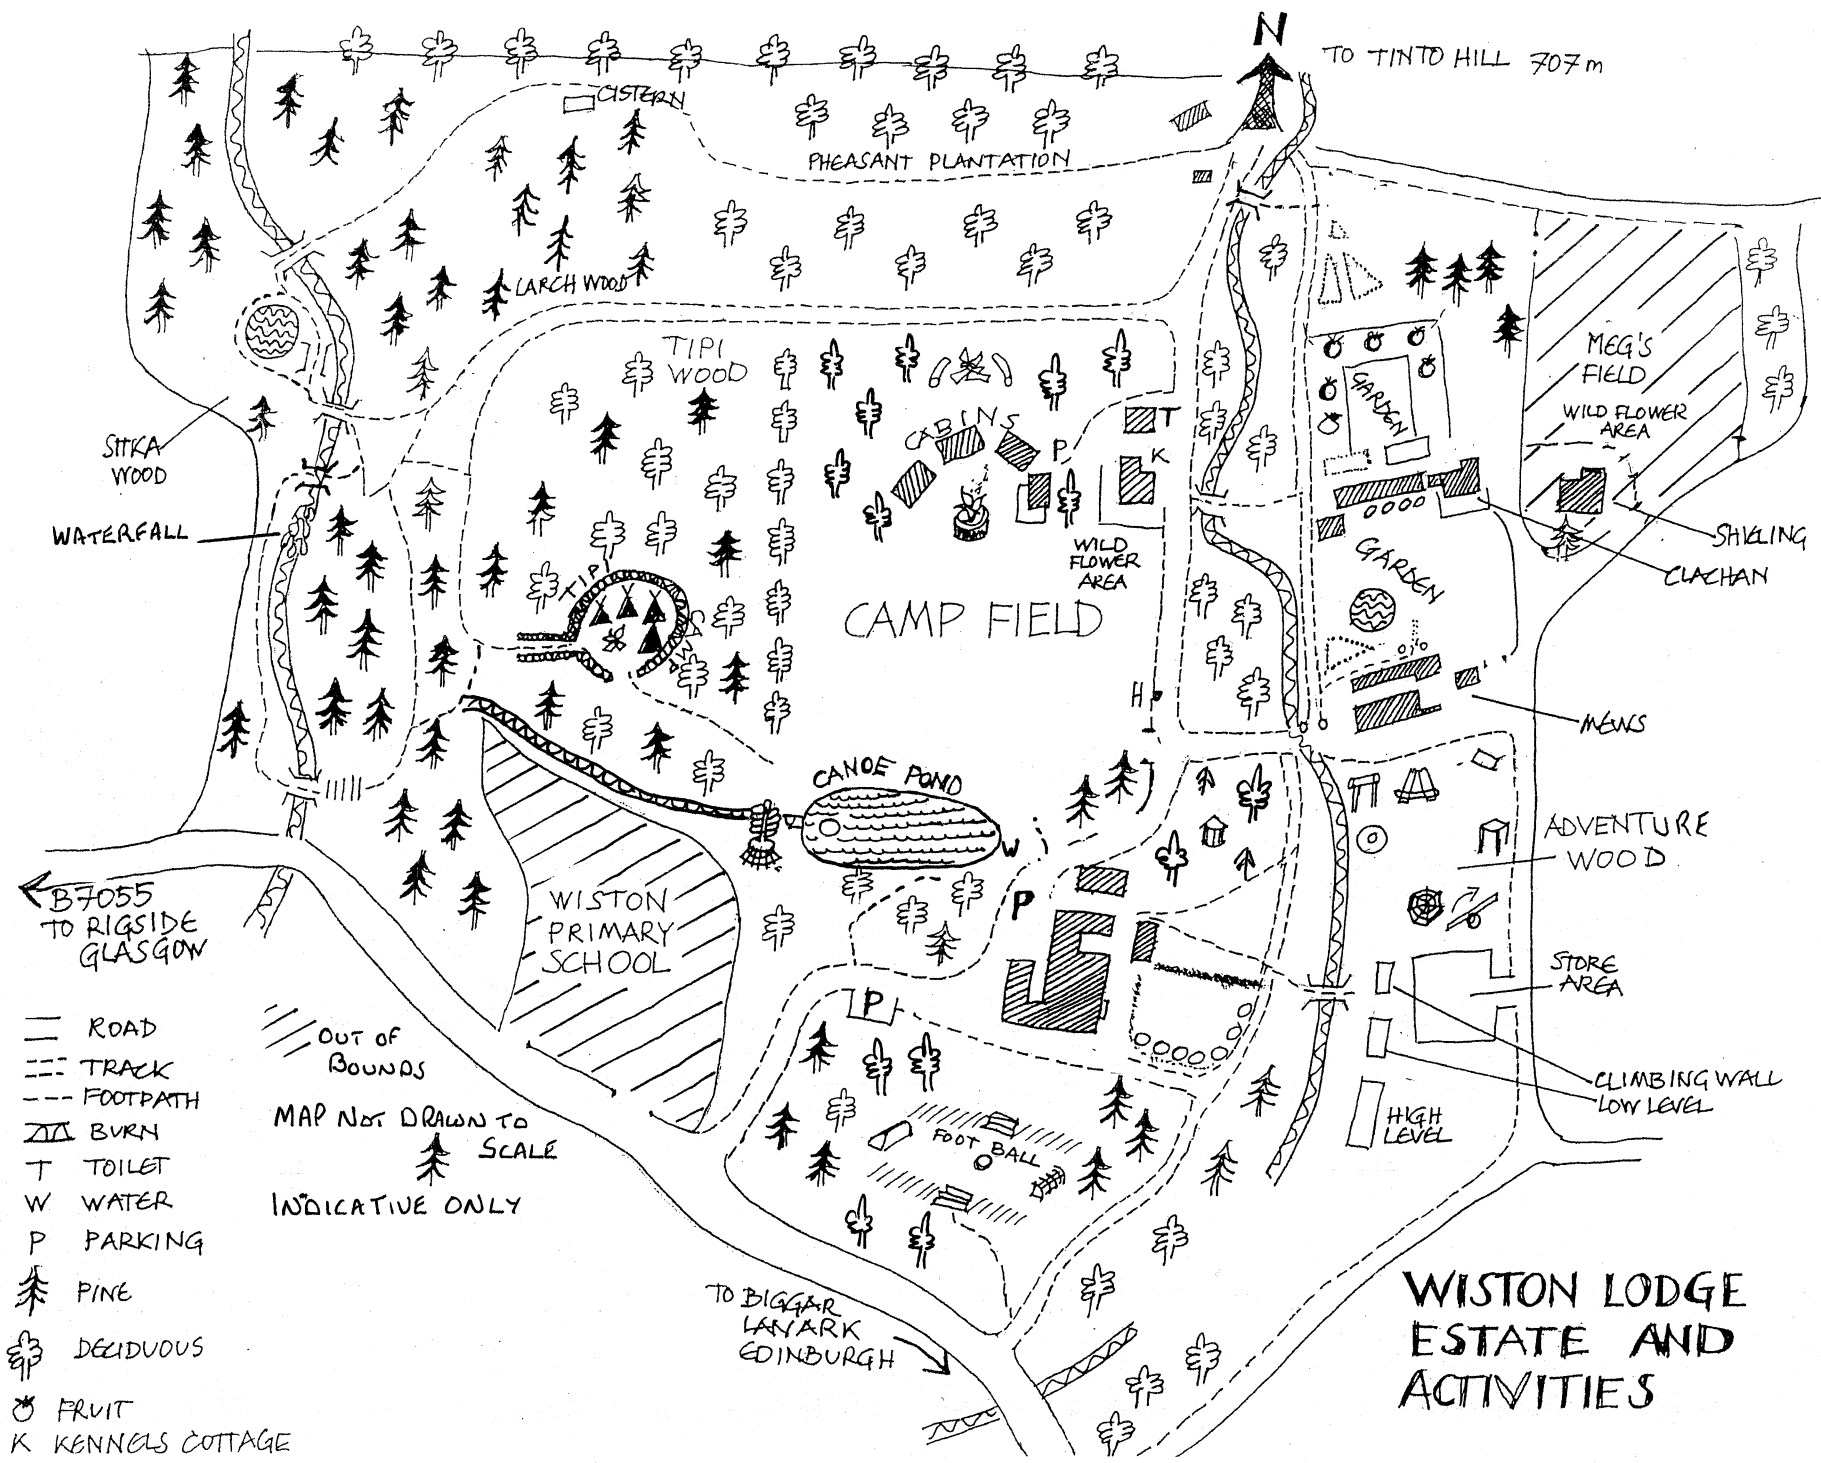 N
TO TINTO HILL 707m
CISTERN
PHEASANT PLANTATION
LARCH WOOD
TIPI
WOOD
MEG'S
FIELD
WILD FLOWER
AREA
GARDEN
CABINS
P
T
K
SITKA
WOOD
WATERFALL
SHIELING
CLACHAN
WILD
FLOWER
AREA
GARDEN
TIPI
CAMP
CAMP FIELD
H
MEWS
CANOE POND
W
ADVENTURE
WOOD
B7055
TO RIGSIDE
GLASGOW
WISTON
PRIMARY
SCHOOL
P
P
STORE
AREA
CLIMBING WALL
LOW LEVEL
HIGH
LEVEL
FOOT BALL
ROAD
TRACK
FOOTPATH
BURN
T TOILET
W WATER
P PARKING
PINE
DECIDUOUS
FRUIT
K KENNELS COTTAGE
OUT OF
BOUNDS
MAP NOT DRAWN TO
SCALE
INDICATIVE ONLY
TO BIGGAR
LANARK
EDINBURGH
WISTON LODGE
ESTATE AND
ACTIVITIES